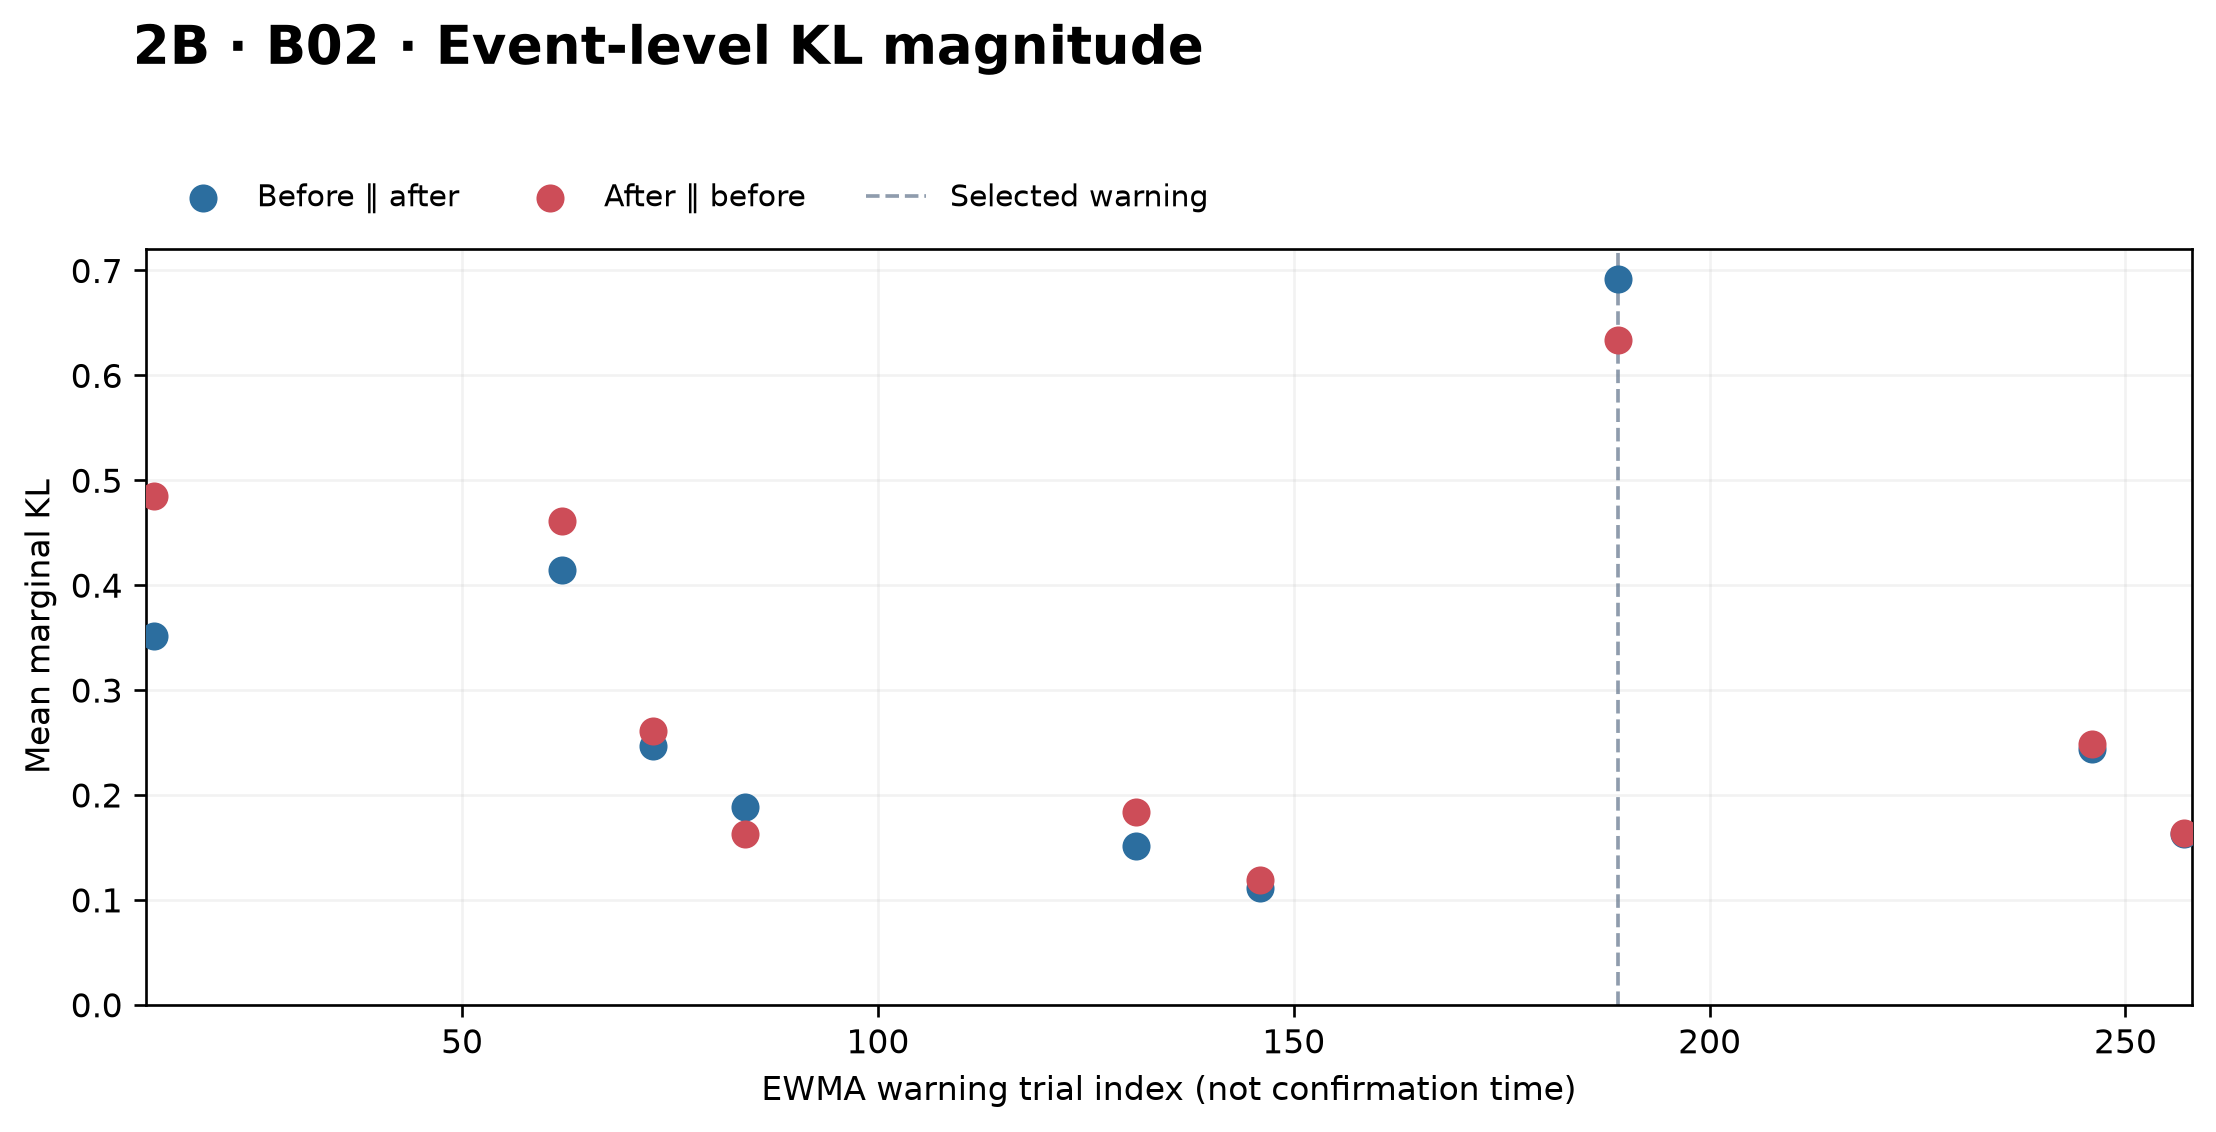 2B · B02 · Event-level KL magnitude
Before ∥ after
After ∥ before
Selected warning
Mean marginal KL
0.7
0.6
0.5
0.4
0.3
0.2
0.1
0.0
50
100
150
200
250
EWMA warning trial index (not confirmation time)